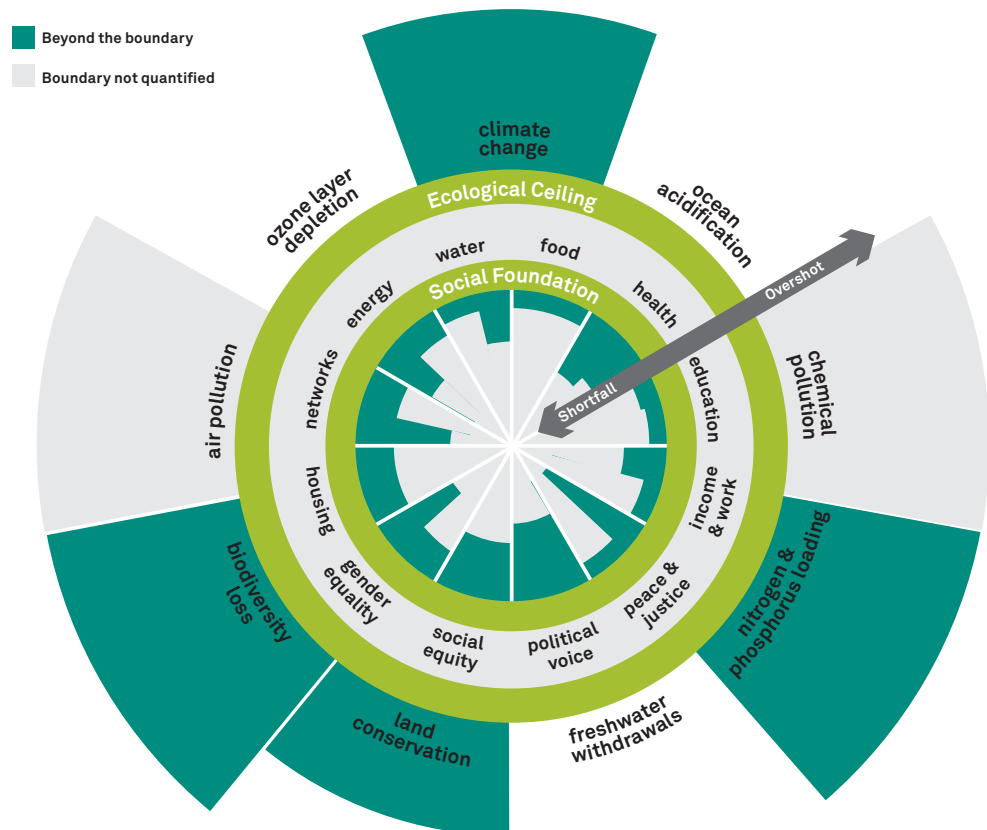 Beyond the boundary
Boundary not quantified
climate
change
ozone layer
depletion
ocean
acidification
Ecological Ceiling
water
food
Social Foundation
energy
health
Overshot
Shortfall
networks
education
air pollution
chemical
pollution
housing
income
& work
biodiversity
loss
gender
equality
peace &
justice
nitrogen &
phosphorus loading
social
equity
political
voice
land
conservation
freshwater
withdrawals